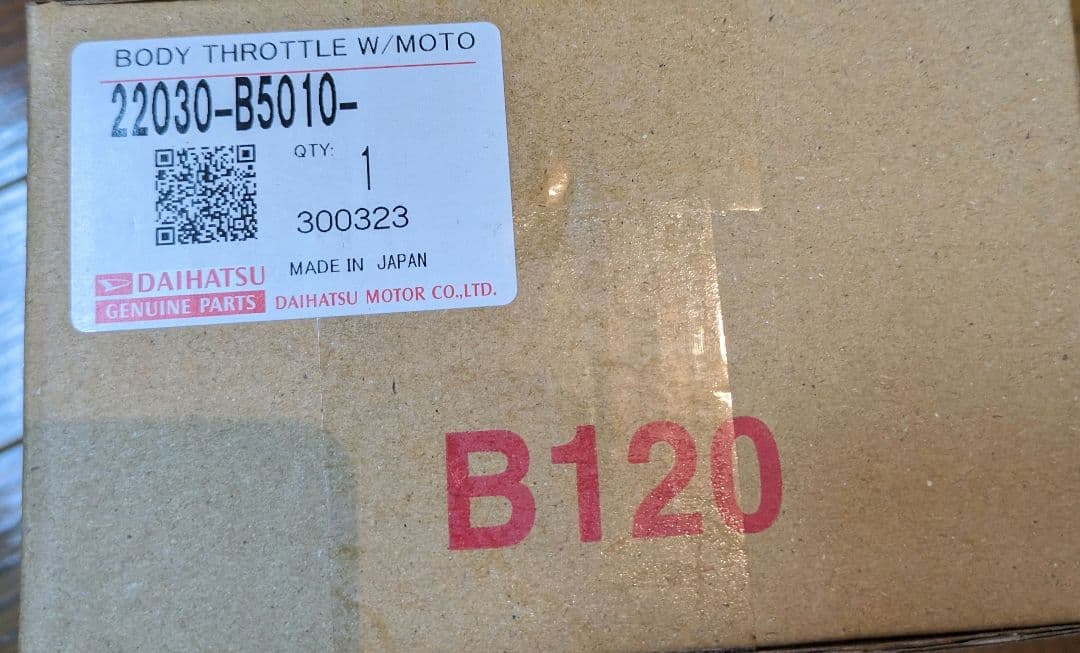 BODY THROTTLE W/MOTO
22030-B5010-
QTY: 1
300323
MADE IN JAPAN
DAIHATSU
GENUINE PARTS DAIHATSU MOTOR CO.,LTD.
B120